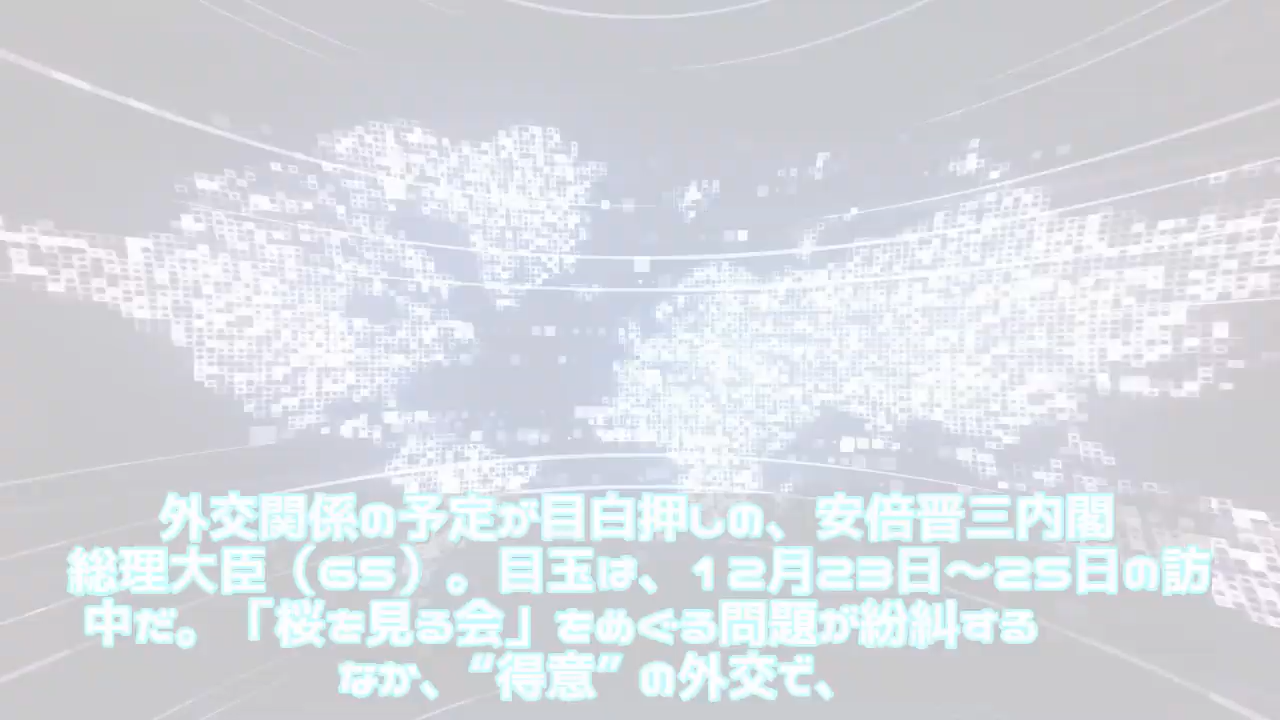 外交関係の予定が目白押しの、安倍晋三内閣
総理大臣（65）。目玉は、12月23日～25日の訪
中だ。「桜を見る会」をめぐる問題が紛糾する
なか、“得意”の外交で、